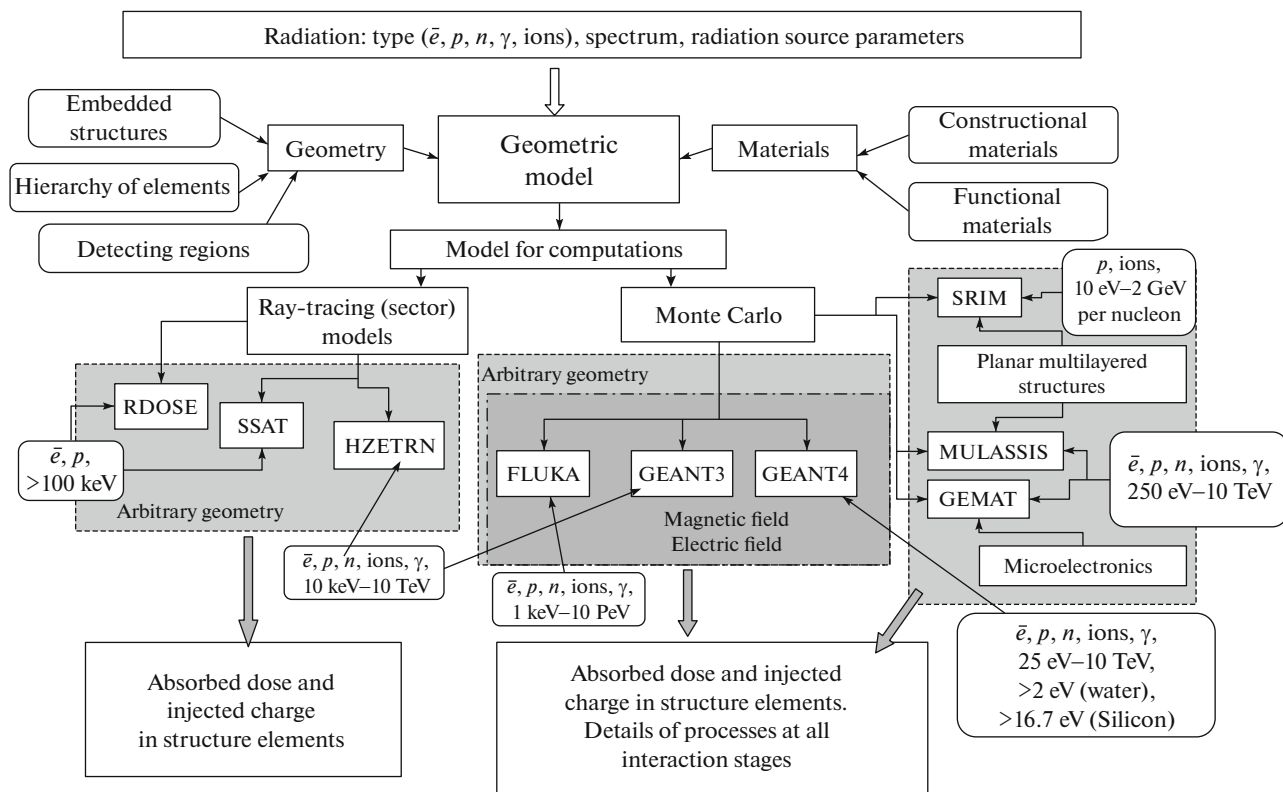 Radiation: type (ē, p, n, γ, ions), spectrum, radiation source parameters
Embedded
structures
Geometry
Hierarchy of elements
Detecting regions
Geometric
model
Materials
Constructional
materials
Functional
materials
Model for computations
Ray-tracing (sector)
models
Monte Carlo
RDOSE
SSAT
HZETRN
ē, p,
>100 keV
Arbitrary geometry
Arbitrary geometry
FLUKA
GEANT3
GEANT4
Magnetic field
Electric field
ē, p, n, ions, γ,
10 keV–10 TeV
ē, p, n, ions, γ,
1 keV–10 PeV
SRIM
p, ions,
10 eV–2 GeV
per nucleon
Planar multilayered
structures
MULASSIS
GEMAT
ē, p, n, ions, γ,
250 eV–10 TeV
Microelectronics
ē, p, n, ions, γ,
25 eV–10 TeV,
>2 eV (water),
>16.7 eV (Silicon)
Absorbed dose and
injected charge
in structure elements
Absorbed dose and injected
charge in structure elements.
Details of processes at all
interaction stages